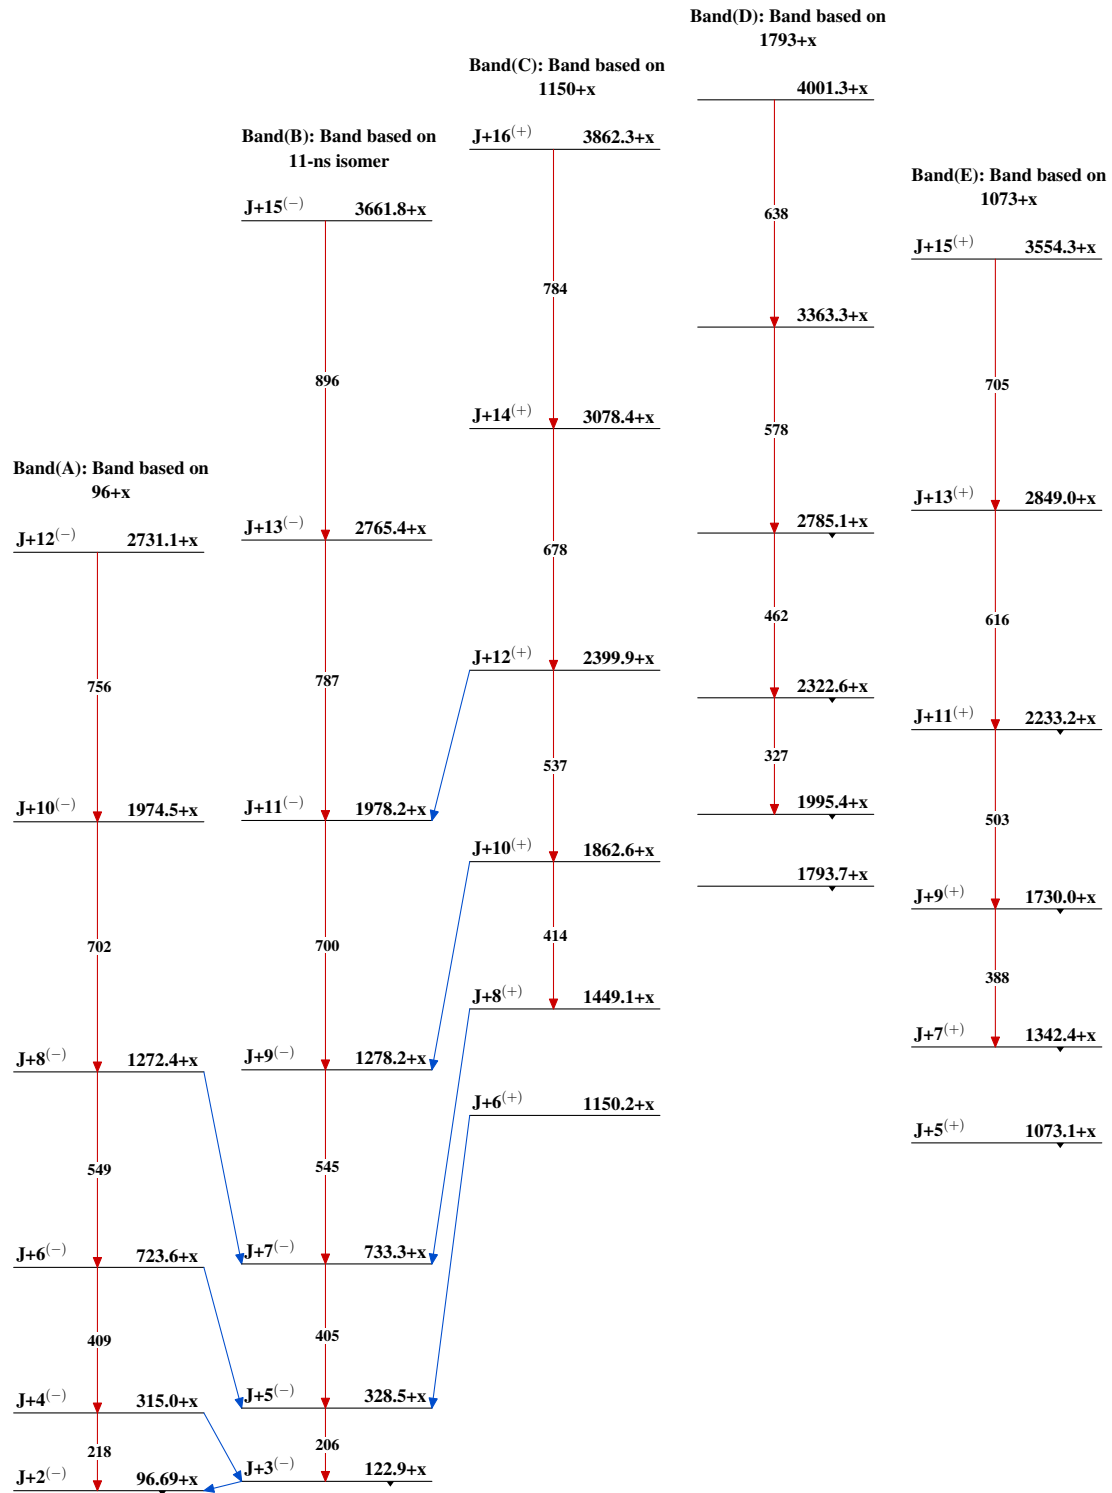 Band(A): Band based on
96+x
J+12(−) 2731.1+x
756
J+10(−) 1974.5+x
702
J+8(−) 1272.4+x
549
J+6(−) 723.6+x
409
J+4(−) 315.0+x
218
J+2(−) 96.69+x
Band(B): Band based on
11-ns isomer
J+15(−) 3661.8+x
896
J+13(−) 2765.4+x
787
J+11(−) 1978.2+x
700
J+9(−) 1278.2+x
545
J+7(−) 733.3+x
405
J+5(−) 328.5+x
206
J+3(−) 122.9+x
Band(C): Band based on
1150+x
J+16(+) 3862.3+x
784
J+14(+) 3078.4+x
678
J+12(+) 2399.9+x
537
J+10(+) 1862.6+x
414
J+8(+) 1449.1+x
J+6(+) 1150.2+x
Band(D): Band based on
1793+x
4001.3+x
638
3363.3+x
578
2785.1+x
462
2322.6+x
327
1995.4+x
1793.7+x
Band(E): Band based on
1073+x
J+15(+) 3554.3+x
705
J+13(+) 2849.0+x
616
J+11(+) 2233.2+x
503
J+9(+) 1730.0+x
388
J+7(+) 1342.4+x
J+5(+) 1073.1+x